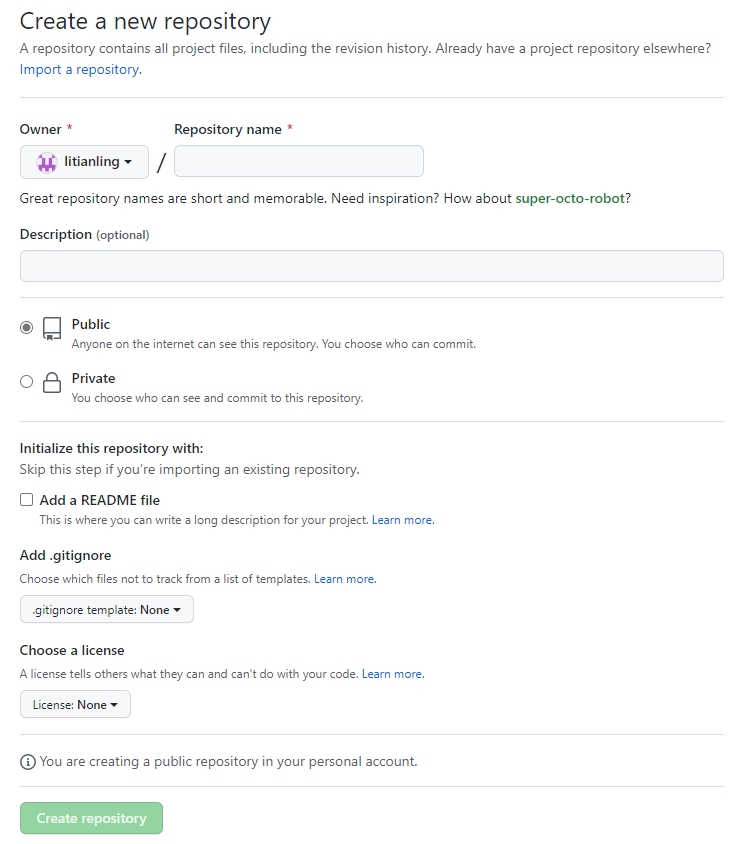 Create a new repository
A repository contains all project files, including the revision history. Already have a project repository elsewhere?
Import a repository.
Owner * Repository name *
litianling / 
Great repository names are short and memorable. Need inspiration? How about super-octo-robot?
Description (optional)
Public
Anyone on the internet can see this repository. You choose who can commit.
Private
You choose who can see and commit to this repository.
Initialize this repository with:
Skip this step if you’re importing an existing repository.
Add a README file
This is where you can write a long description for your project. Learn more.
Add .gitignore
Choose which files not to track from a list of templates. Learn more.
.gitignore template: None
Choose a license
A license tells others what they can and can't do with your code. Learn more.
License: None
You are creating a public repository in your personal account.
Create repository